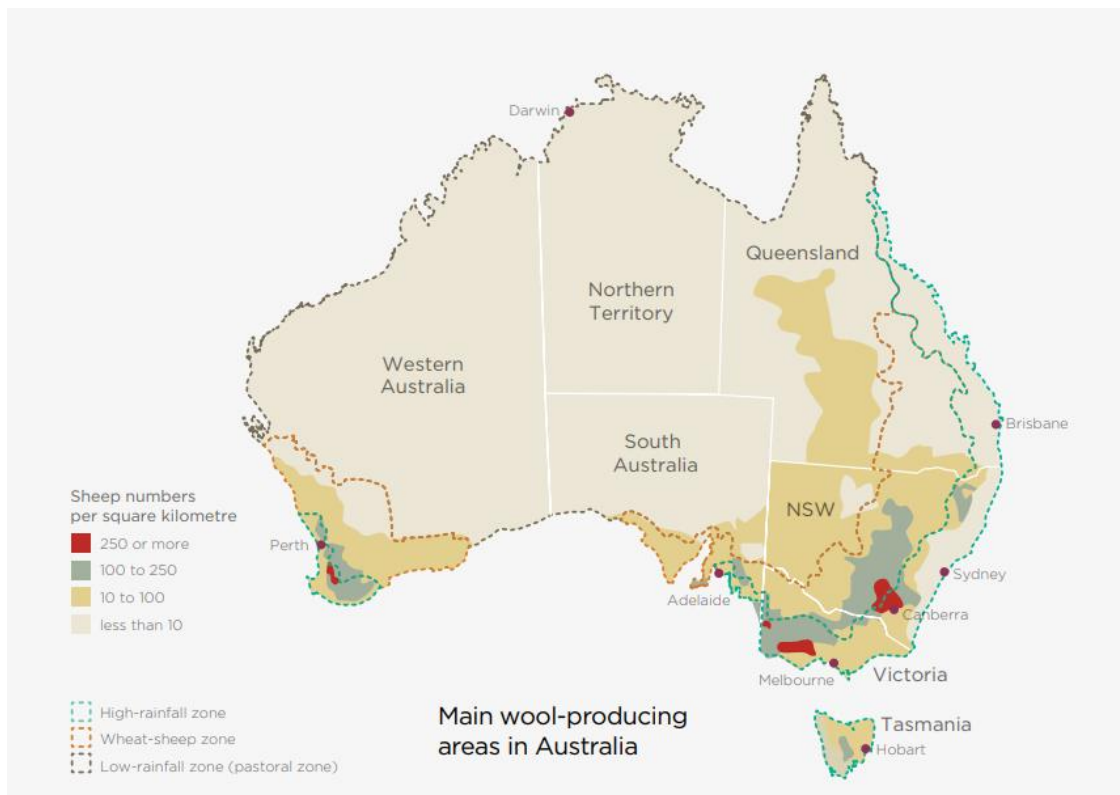 Darwin
Queensland
Northern
Territory
Western
Australia
Brisbane
South
Australia
Sheep numbers
per square kilometre
250 or more
100 to 250
10 to 100
less than 10
NSW
Perth
Sydney
Adelaide
Canberra
Melbourne
Victoria
High-rainfall zone
Wheat-sheep zone
Low-rainfall zone (pastoral zone)
Main wool-producing
areas in Australia
Tasmania
Hobart